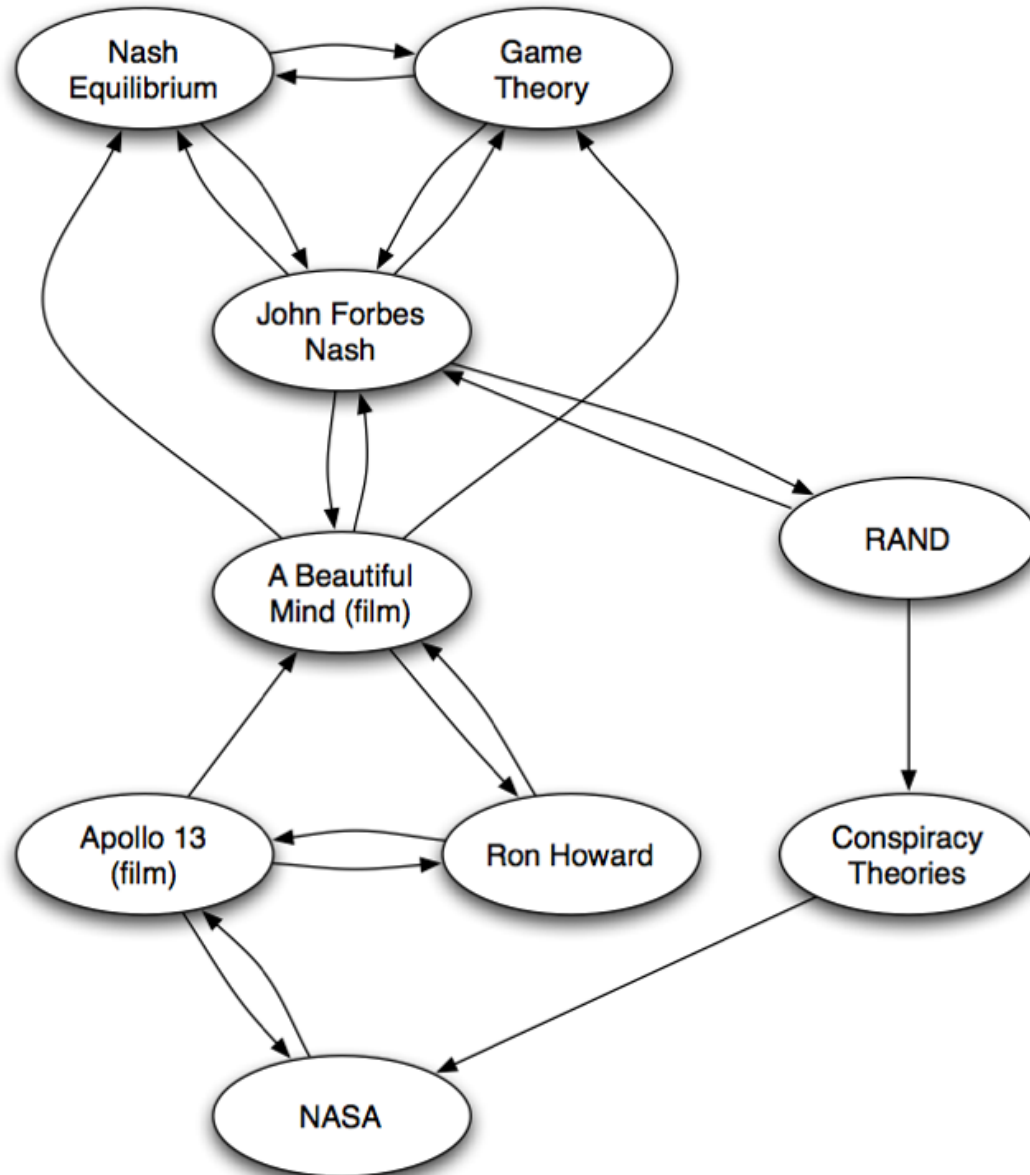 Nash
Equilibrium
Game
Theory
John Forbes
Nash
RAND
A Beautiful
Mind (film)
Apollo 13
(film)
Ron Howard
Conspiracy
Theories
NASA